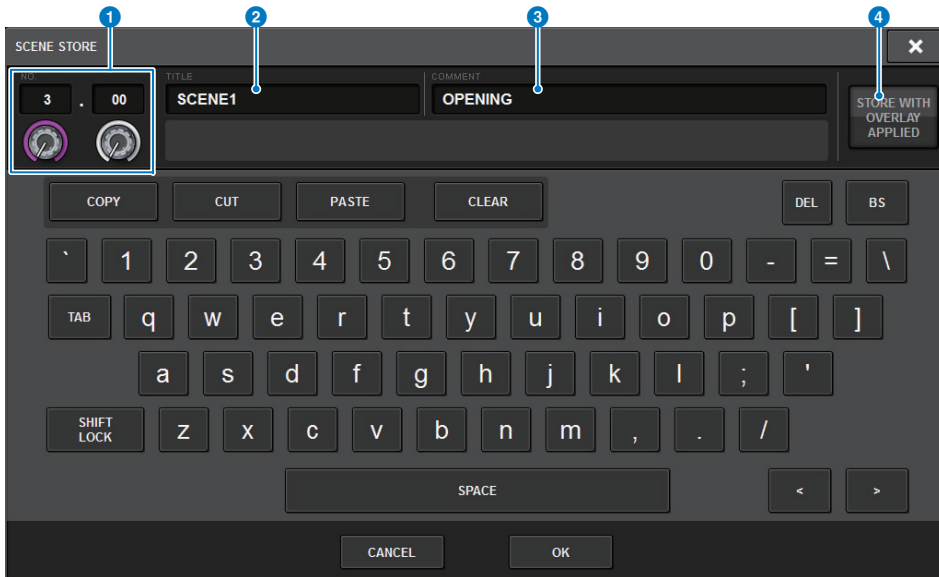 1 2 3 4
SCENE STORE ×
NO. TITLE COMMENT
3 . 00 SCENE1 OPENING
STORE WITH
OVERLAY
APPLIED
COPY CUT PASTE CLEAR DEL BS
` 1 2 3 4 5 6 7 8 9 0 - = \
TAB q w e r t y u i o p [ ]
a s d f g h j k l ; '
SHIFT
LOCK
z x c v b n m , . /
SPACE < >
CANCEL OK